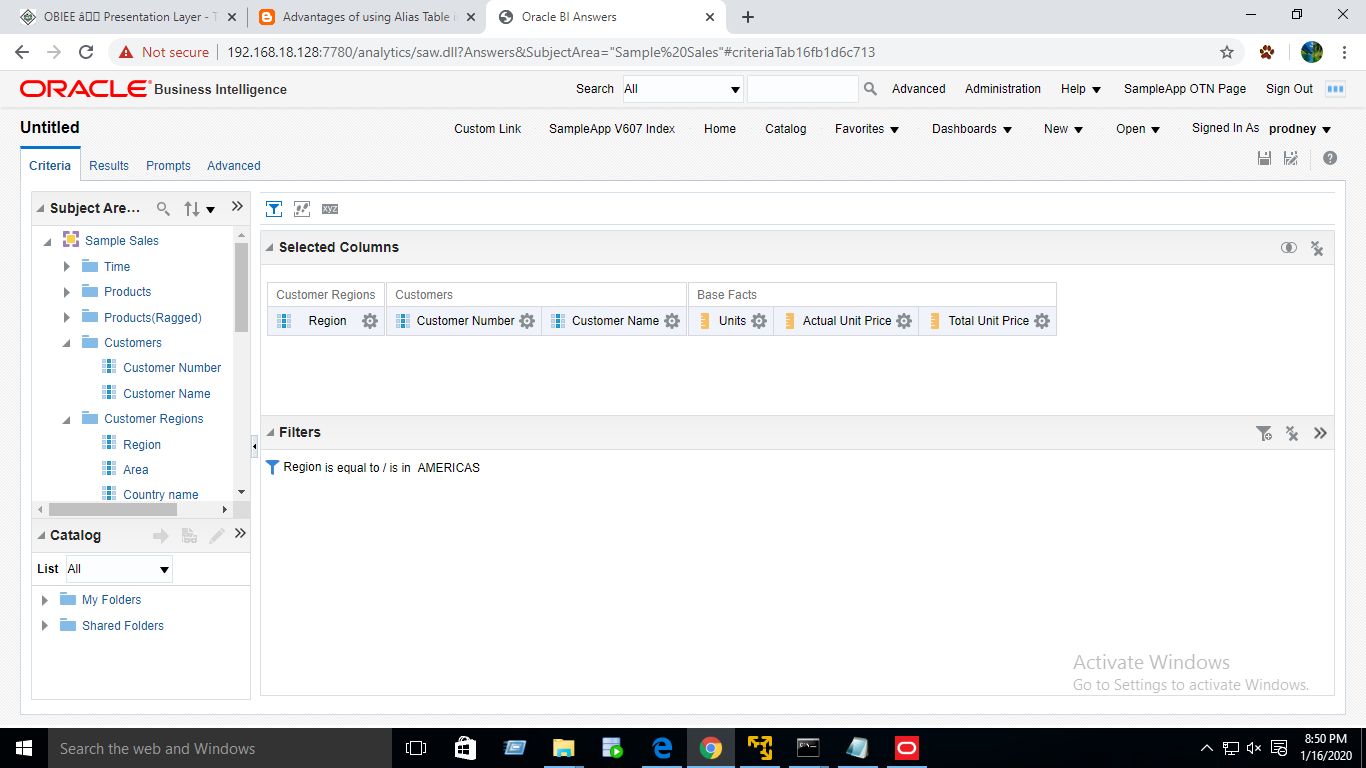 OBIEE â Presentation Layer - T
Advantages of using Alias Table i
Oracle BI Answers
Not secure
192.168.18.128:7780/analytics/saw.dll?Answers&SubjectArea="Sample%20Sales"#criteriaTab16fb1d6c713
ORACLE Business Intelligence
Search All Advanced Administration Help SampleApp OTN Page Sign Out
Untitled
Custom Link SampleApp V607 Index Home Catalog Favorites Dashboards New Open Signed In As prodney
Criteria Results Prompts Advanced
Subject Are...
xyz
Sample Sales
Time
Products
Products(Ragged)
Customers
Customer Number
Customer Name
Customer Regions
Region
Area
Country name
Catalog
List All
My Folders
Shared Folders
Selected Columns
Customer Regions Customers Base Facts
Region Customer Number Customer Name Units Actual Unit Price Total Unit Price
Filters
Region is equal to / is in AMERICAS
Activate Windows
Go to Settings to activate Windows.
Search the web and Windows
8:50 PM
1/16/2020